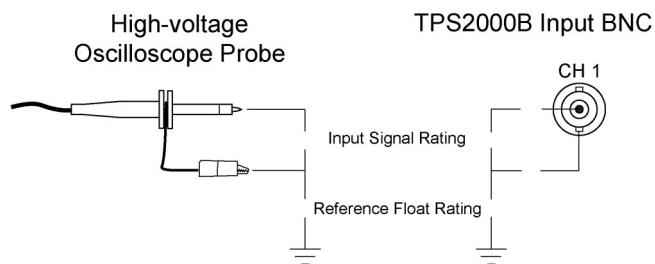 High-voltage
Oscilloscope Probe
TPS2000B Input BNC
CH 1
Input Signal Rating
Reference Float Rating